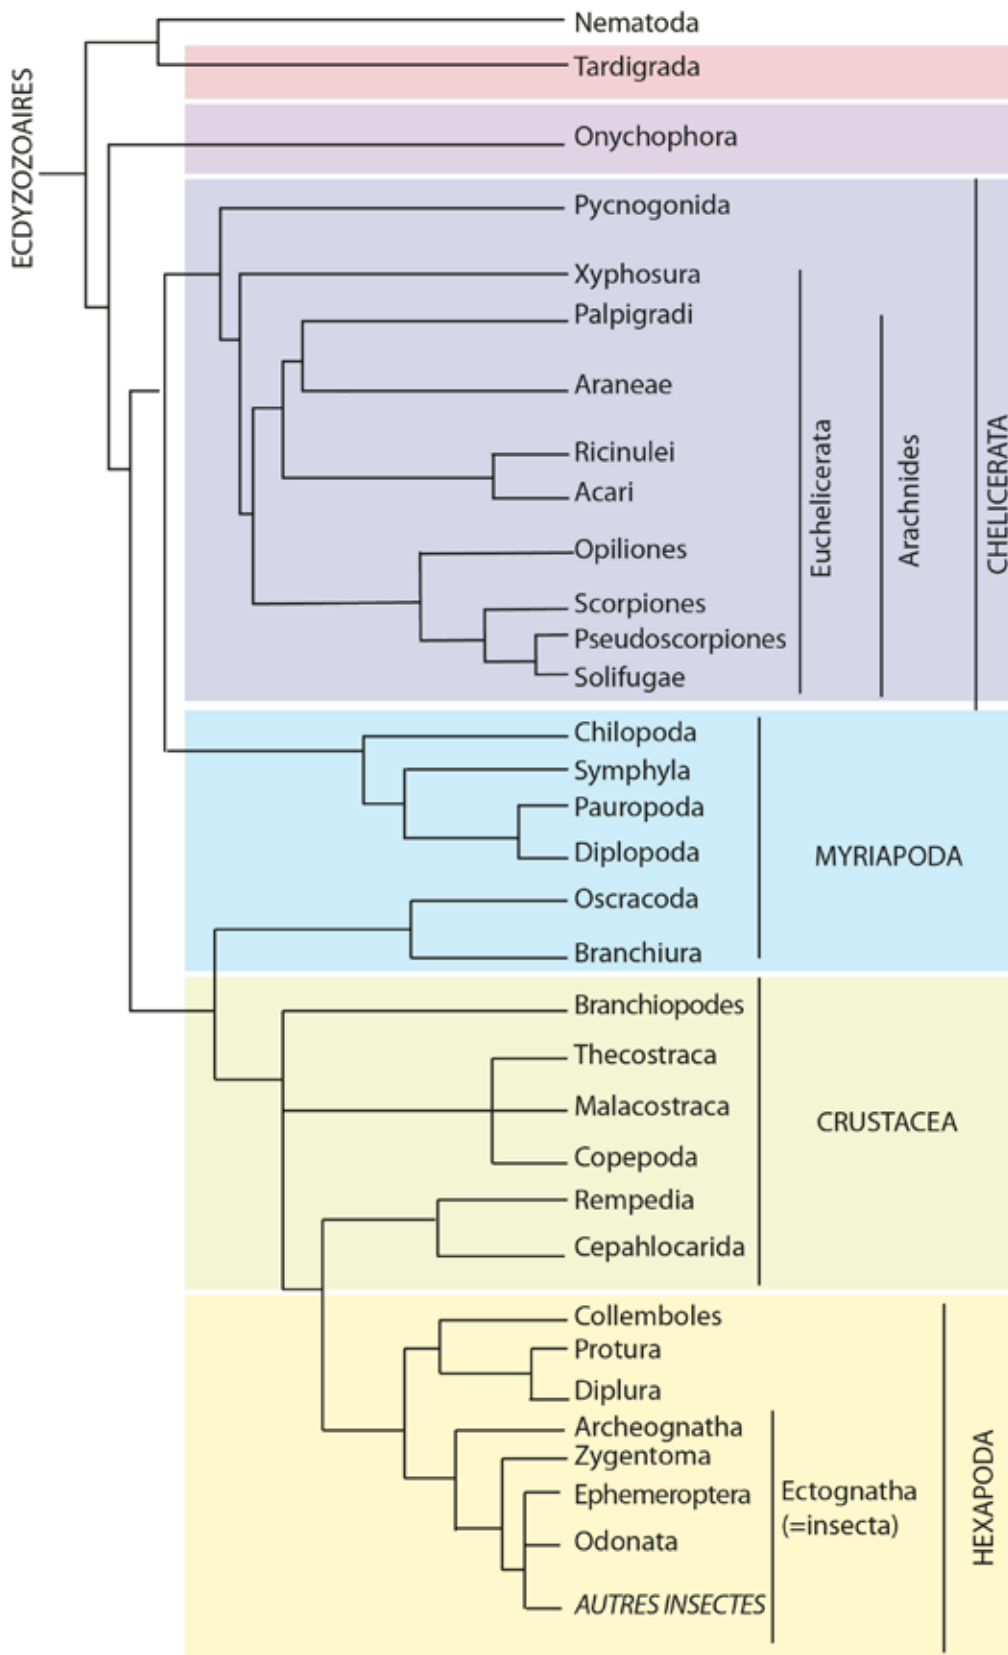 ECDYZOZOAIRES
Nematoda
Tardigrada
Onychophora
Pycnogonida
Xyphosura
Palpigradi
Araneae
Ricinulei
Acari
Opiliones
Scorpiones
Pseudoscorpiones
Solifugae
Euchelicerata
Arachnides
CHELICERATA
Chilopoda
Symphyla
Pauropoda
Diplopoda
Oscracoda
Branchiura
MYRIAPODA
Branchiopodes
Thecostraca
Malacostraca
Copepoda
Rempedia
Cepahlocarida
CRUSTACEA
Collemboles
Protura
Diplura
Archeognatha
Zygentoma
Ephemeroptera
Odonata
AUTRES INSECTES
Ectognatha
(=insecta)
HEXAPODA